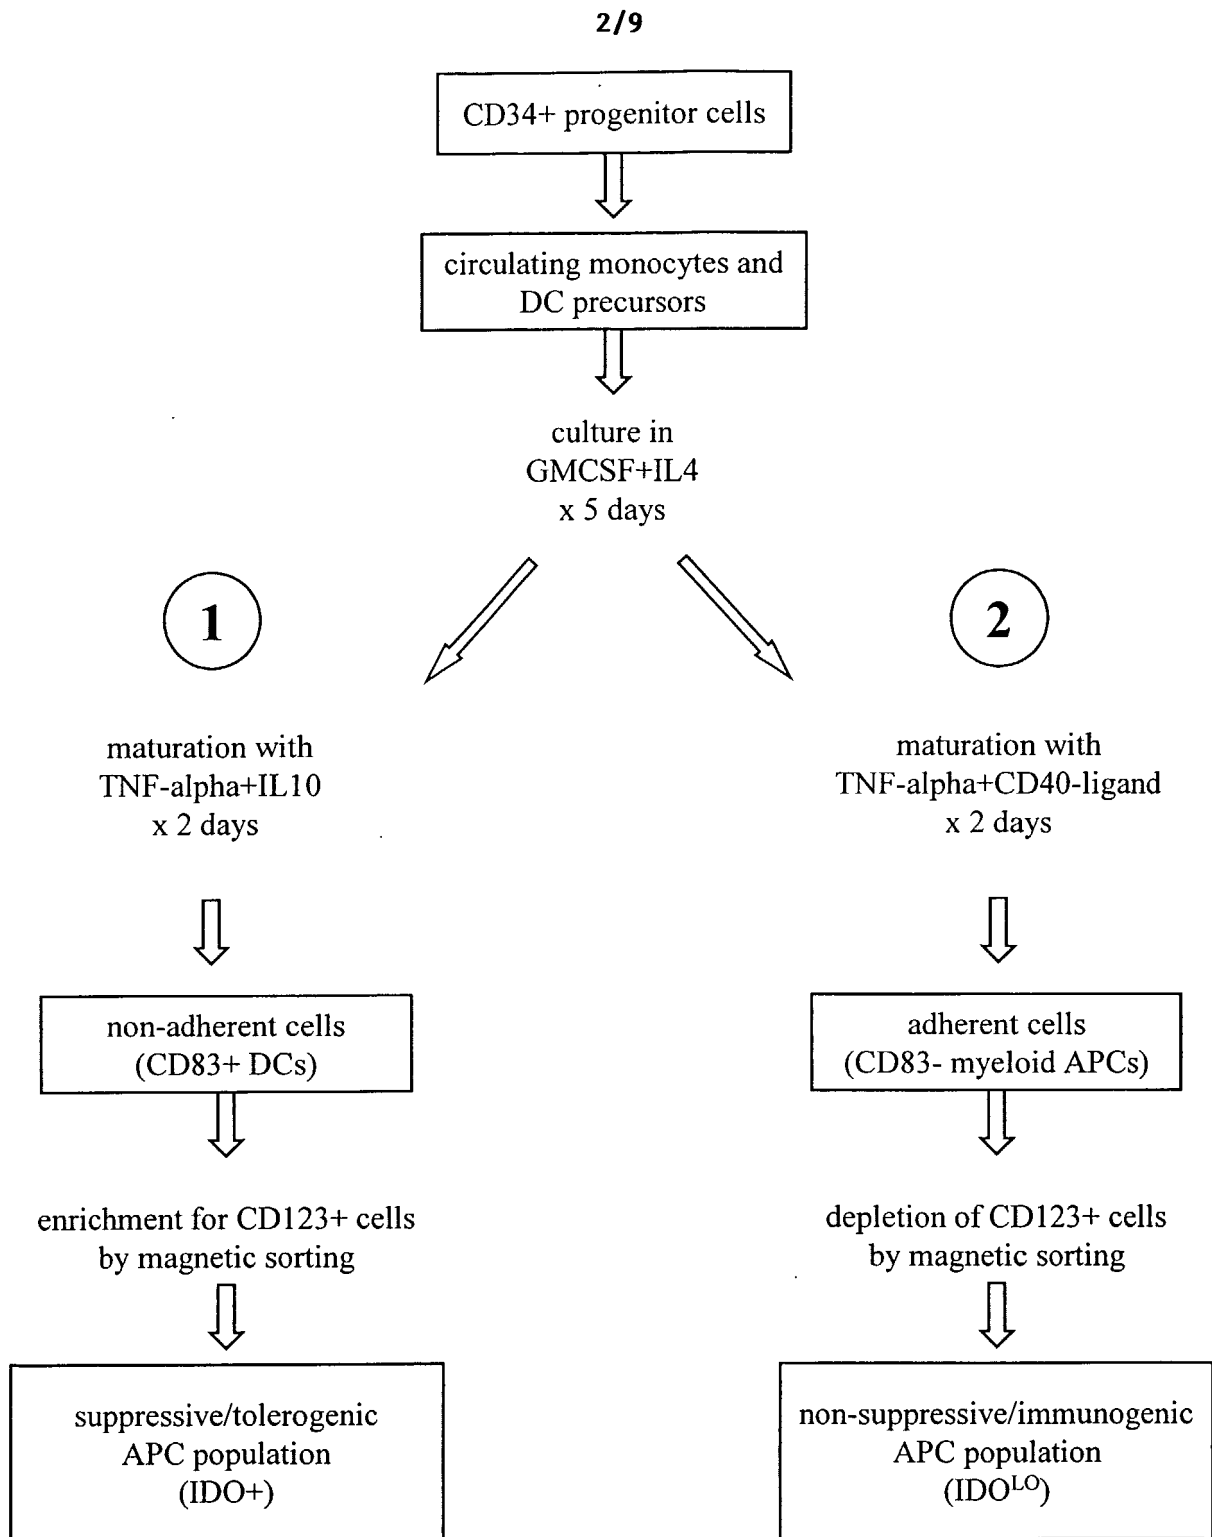 2/9
CD34+ progenitor cells
circulating monocytes and
DC precursors
culture in
GMCSF+IL4
x 5 days
1
maturation with
TNF-alpha+IL10
x 2 days
non-adherent cells
(CD83+ DCs)
enrichment for CD123+ cells
by magnetic sorting
suppressive/tolerogenic
APC population
(IDO+)
2
maturation with
TNF-alpha+CD40-ligand
x 2 days
adherent cells
(CD83- myeloid APCs)
depletion of CD123+ cells
by magnetic sorting
non-suppressive/immunogenic
APC population
(IDO^LO)